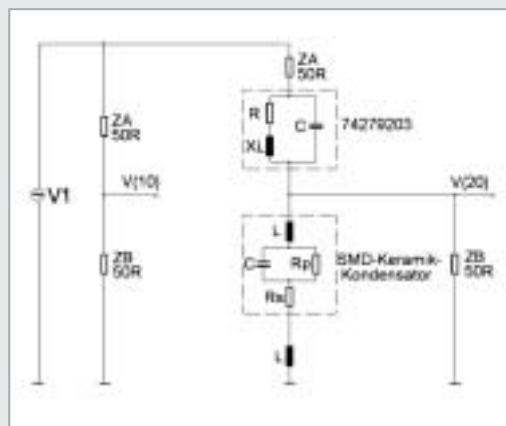 ZA
50R
ZA
50R
R
C
74279203
XL
V1
V(10)
V(20)
L
ZB
50R
C
Rp
SMD-Keramik-
Kondensator
ZB
50R
Rs
L